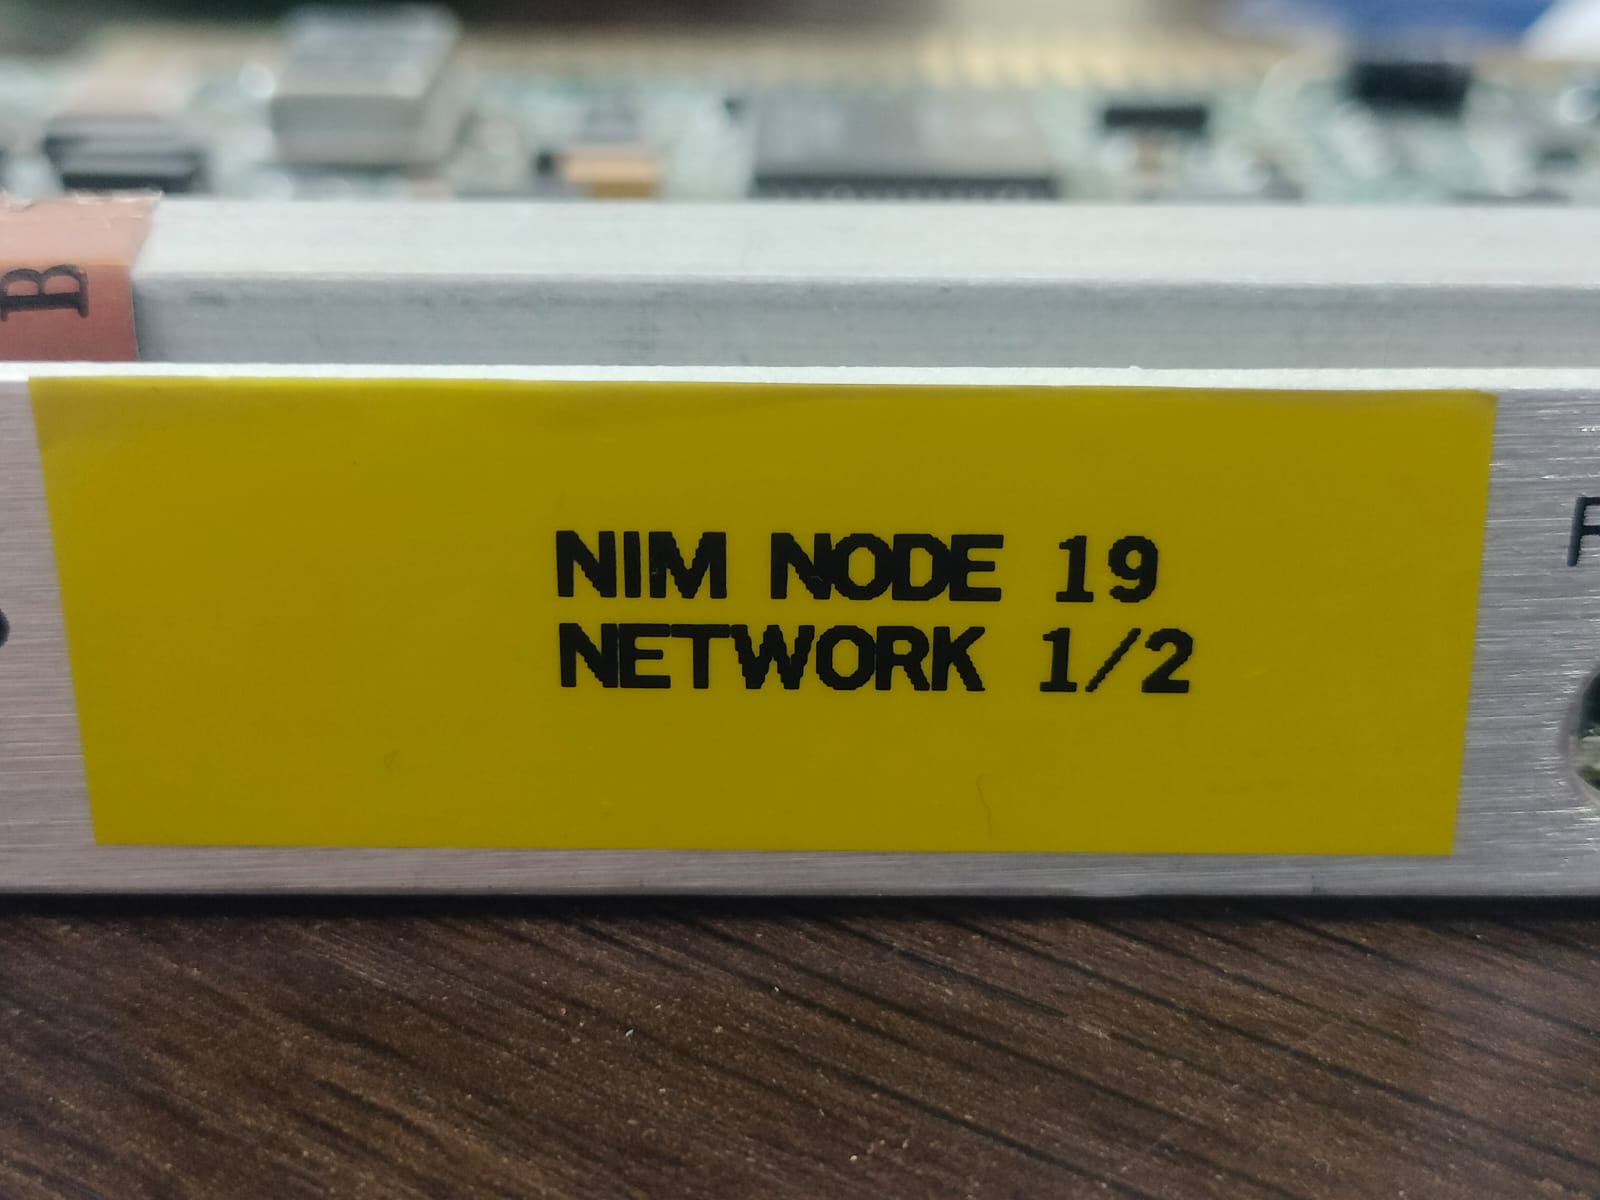 B
NIM NODE 19
NETWORK 1/2